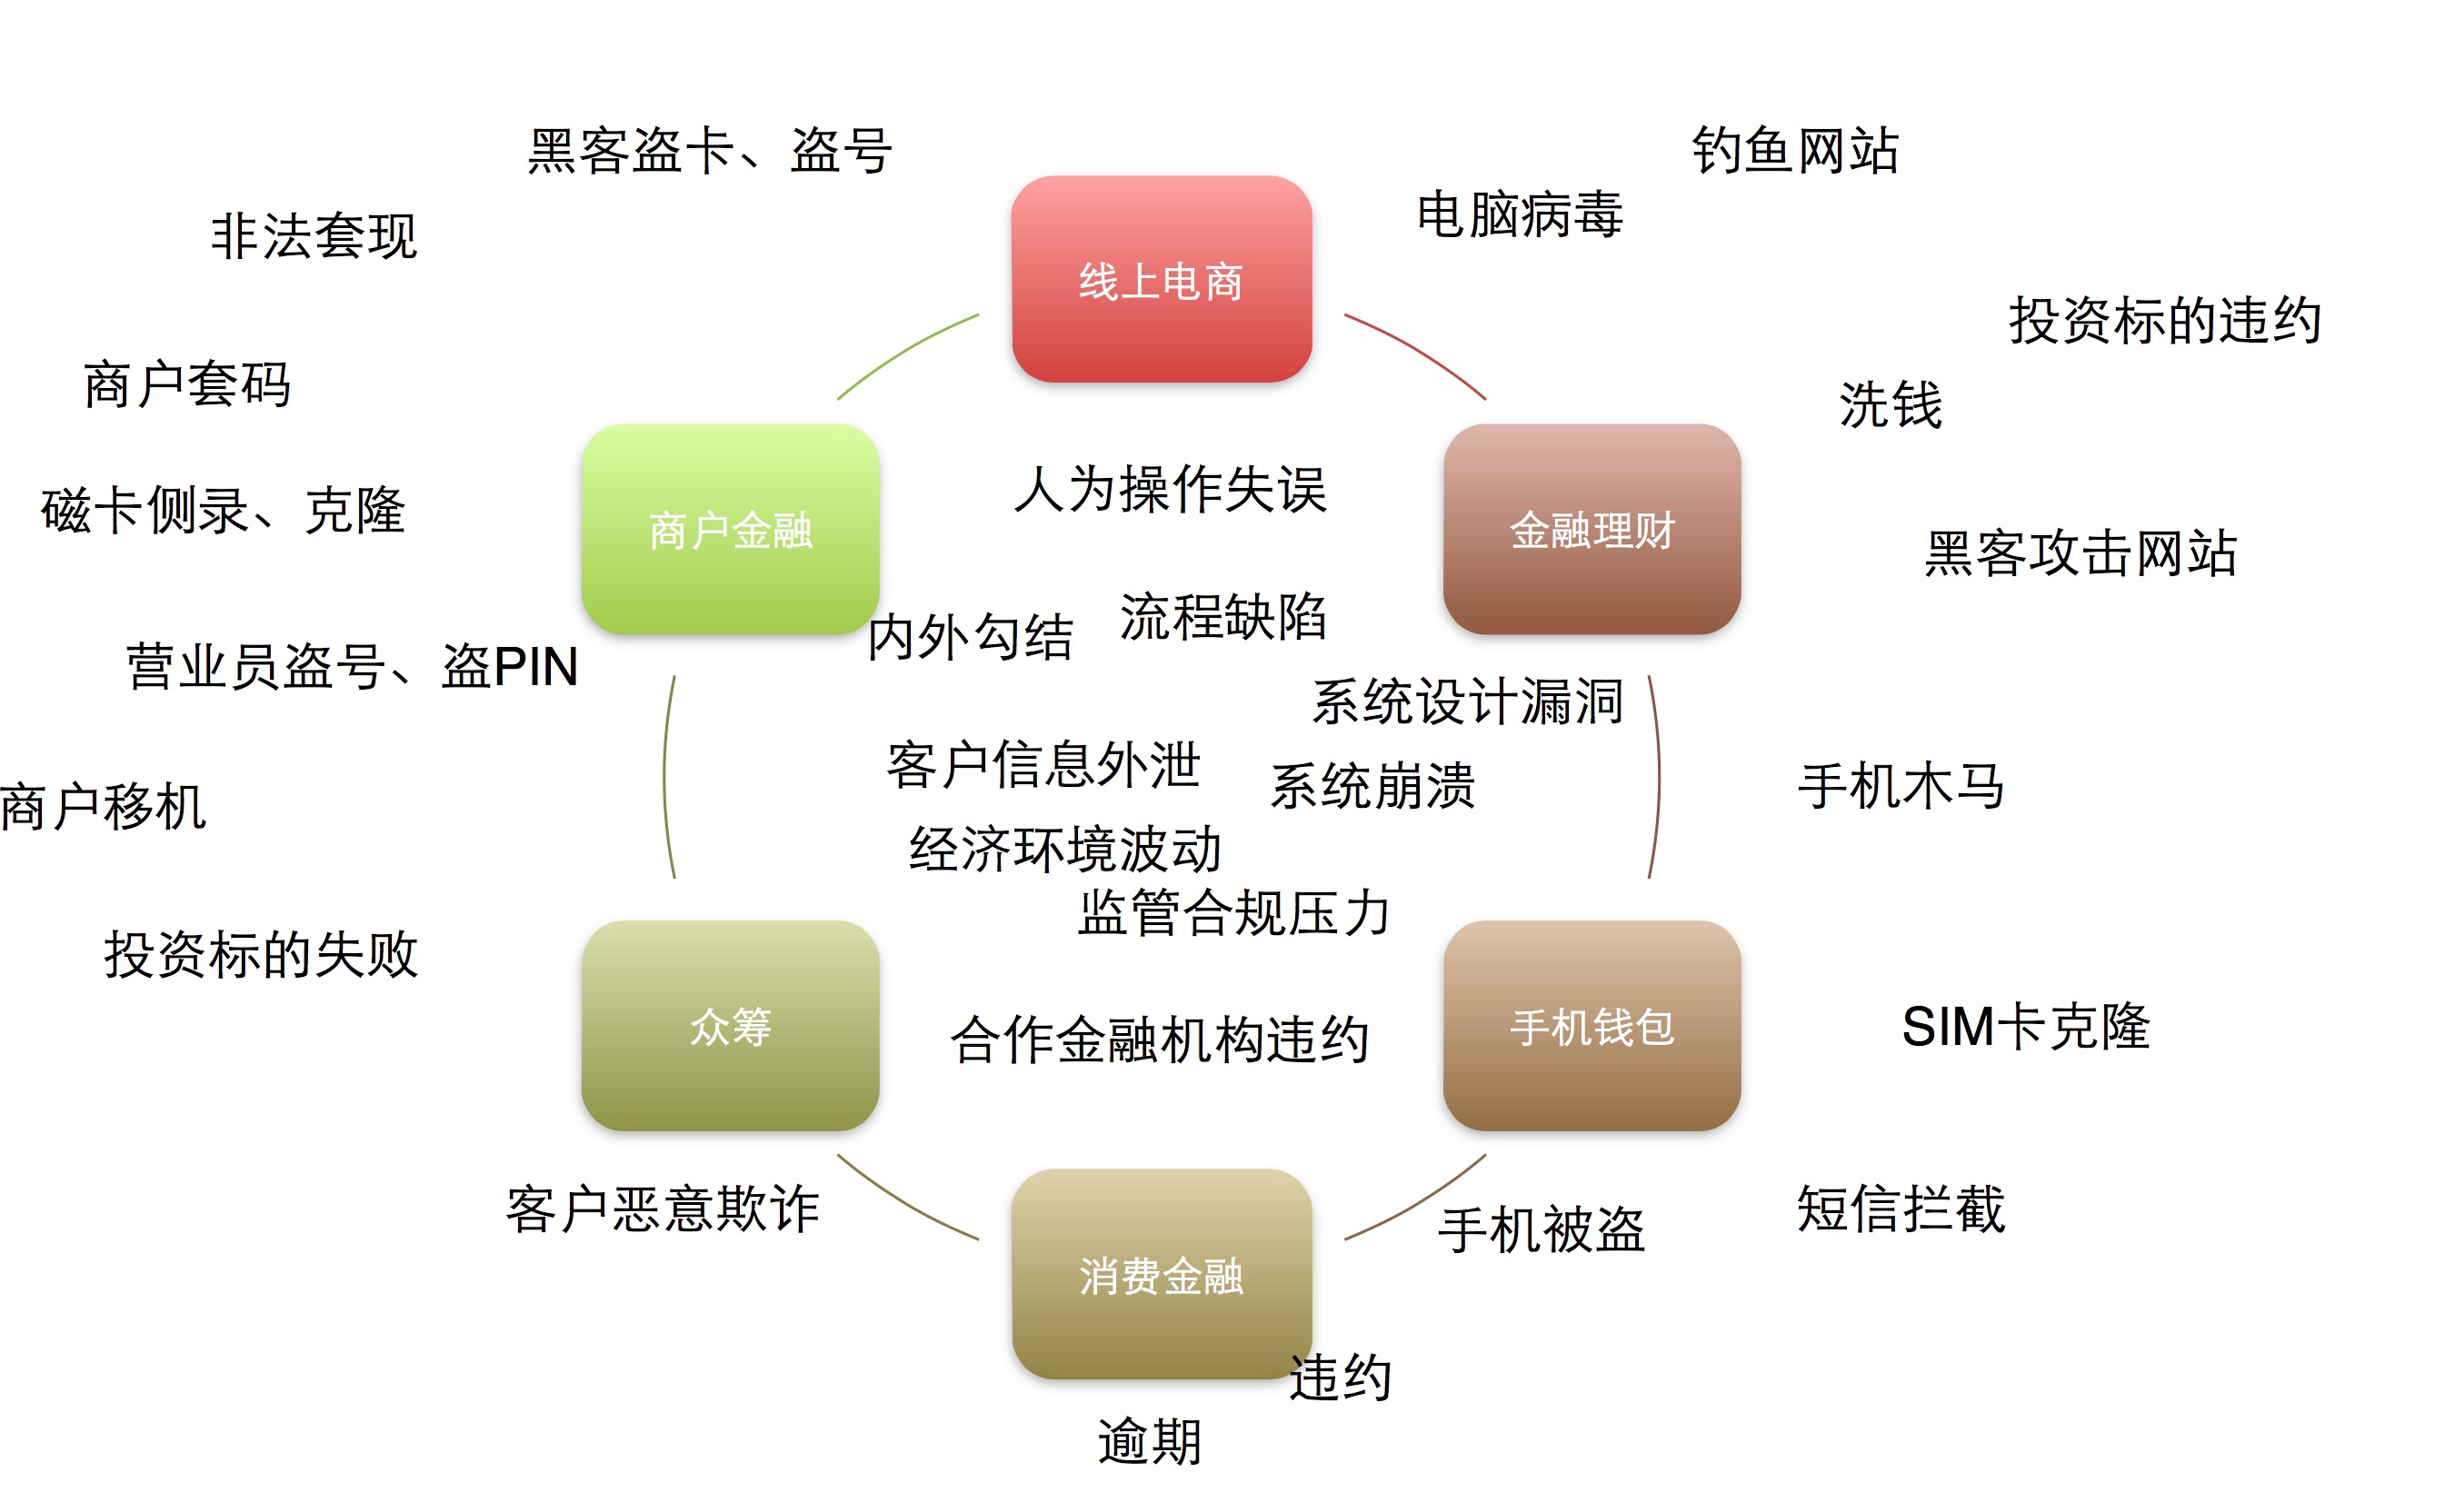 黑客盗卡、盗号
钓鱼网站
电脑病毒
非法套现
线上电商
投资标的违约
商户套码
洗钱
人为操作失误
磁卡侧录、克隆
商户金融
金融理财
黑客攻击网站
流程缺陷
内外勾结
营业员盗号、盗PIN
系统设计漏洞
客户信息外泄
系统崩溃
手机木马
商户移机
经济环境波动
监管合规压力
投资标的失败
众筹
手机钱包
SIM卡克隆
合作金融机构违约
客户恶意欺诈
短信拦截
手机被盗
消费金融
违约
逾期